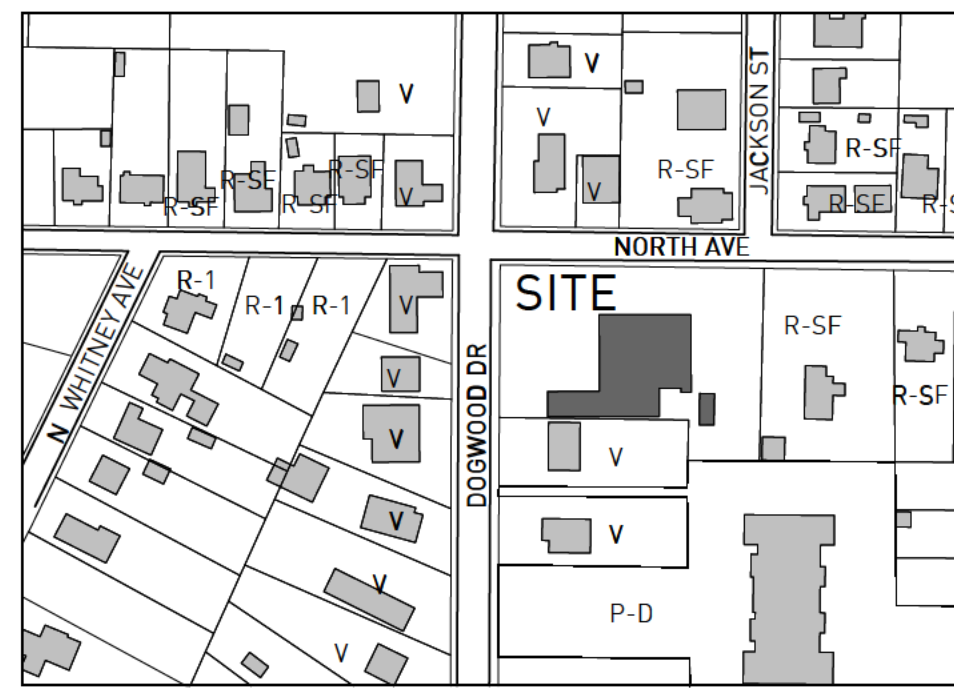 V
V
V
JACKSON ST
R-SF
R-SF
R-SF
R-SF
R-SF
R-SF
V
V
R-SF
R-S
NORTH AVE
N WHITNEY AVE
R-1
R-1
R-1
V
SITE
R-SF
R-SF
V
DOGWOOD DR
V
V
V
V
V
V
P-D